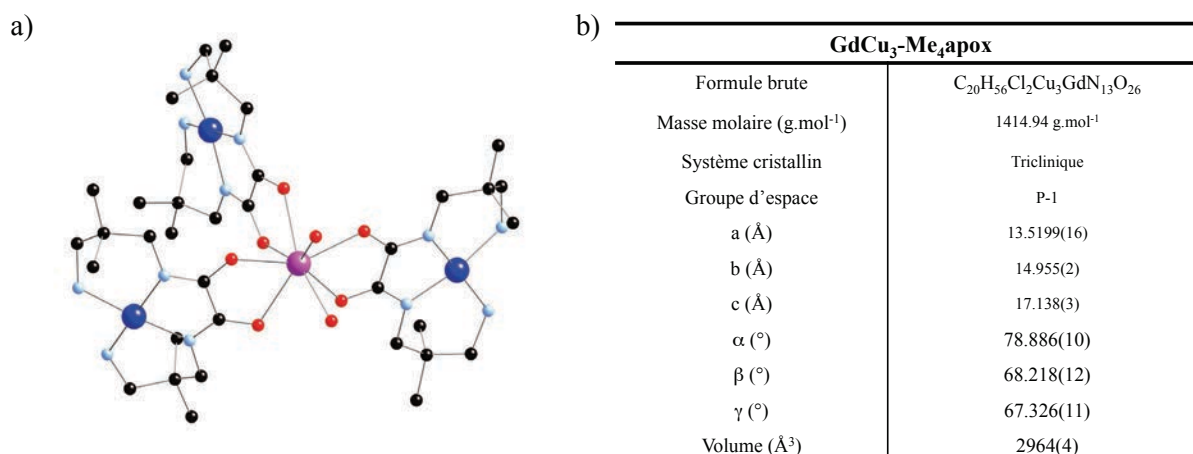 a)
b)
GdCu₃-Me₄apox
Formule brute C₂₀H₅₆Cl₂Cu₃GdN₁₃O₂₆
Masse molaire (g.mol⁻¹) 1414.94 g.mol⁻¹
Système cristallin Triclinique
Groupe d'espace P-1
a (Å) 13.5199(16)
b (Å) 14.955(2)
c (Å) 17.138(3)
α (°) 78.886(10)
β (°) 68.218(12)
γ (°) 67.326(11)
Volume (Å³) 2964(4)